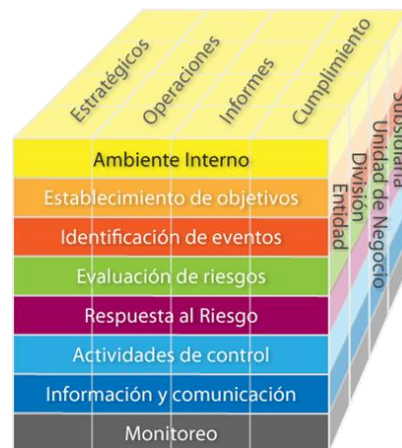 Estratégicos
Operaciones
Informes
Cumplimiento
Ambiente Interno
Establecimiento de objetivos
Identificación de eventos
Evaluación de riesgos
Respuesta al Riesgo
Actividades de control
Información y comunicación
Monitoreo
Entidad
División
Unidad de Negocio
Subsidiaria